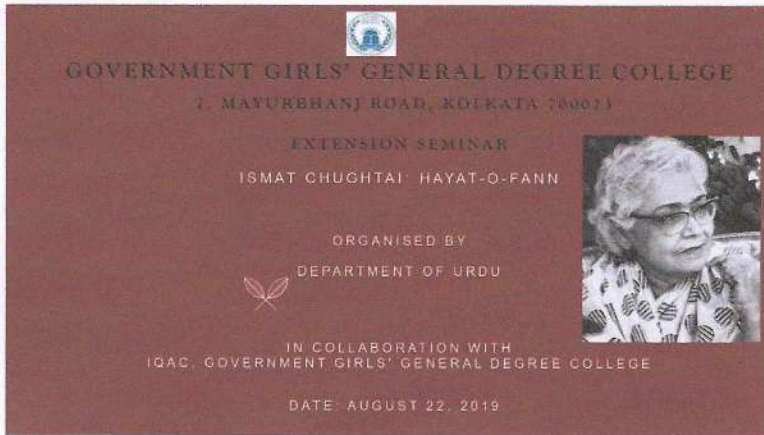 GOVERNMENT GIRLS' GENERAL DEGREE COLLEGE
7, MAYURBHANJ ROAD, KOLKATA 700023
EXTENSION SEMINAR
ISMAT CHUGHTAI: HAYAT-O-FANN
ORGANISED BY
DEPARTMENT OF URDU
IN COLLABORATION WITH
IQAC, GOVERNMENT GIRLS' GENERAL DEGREE COLLEGE
DATE: AUGUST 22, 2019